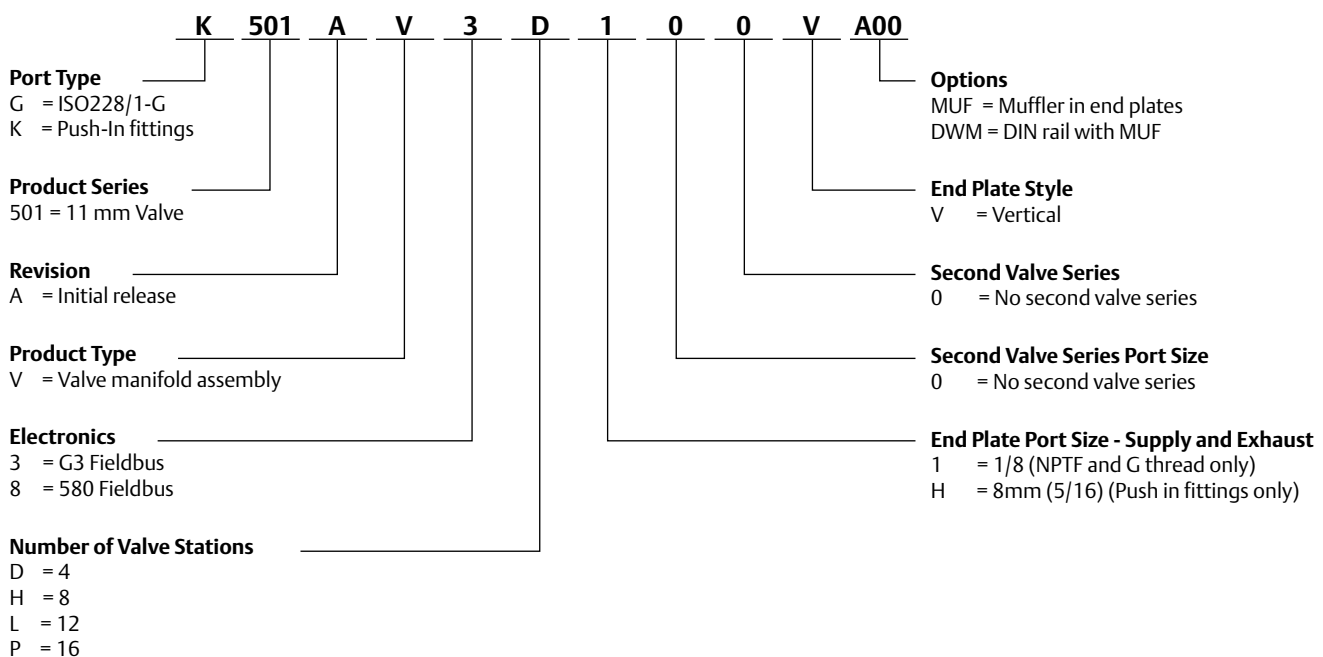 K 501 A V 3 D 1 0 0 V A00
Port Type
G = ISO228/1-G
K = Push-In fittings
Product Series
501 = 11 mm Valve
Revision
A = Initial release
Product Type
V = Valve manifold assembly
Electronics
3 = G3 Fieldbus
8 = 580 Fieldbus
Number of Valve Stations
D = 4
H = 8
L = 12
P = 16
Options
MUF = Muffler in end plates
DWM = DIN rail with MUF
End Plate Style
V = Vertical
Second Valve Series
0 = No second valve series
Second Valve Series Port Size
0 = No second valve series
End Plate Port Size - Supply and Exhaust
1 = 1/8 (NPTF and G thread only)
H = 8mm (5/16) (Push in fittings only)